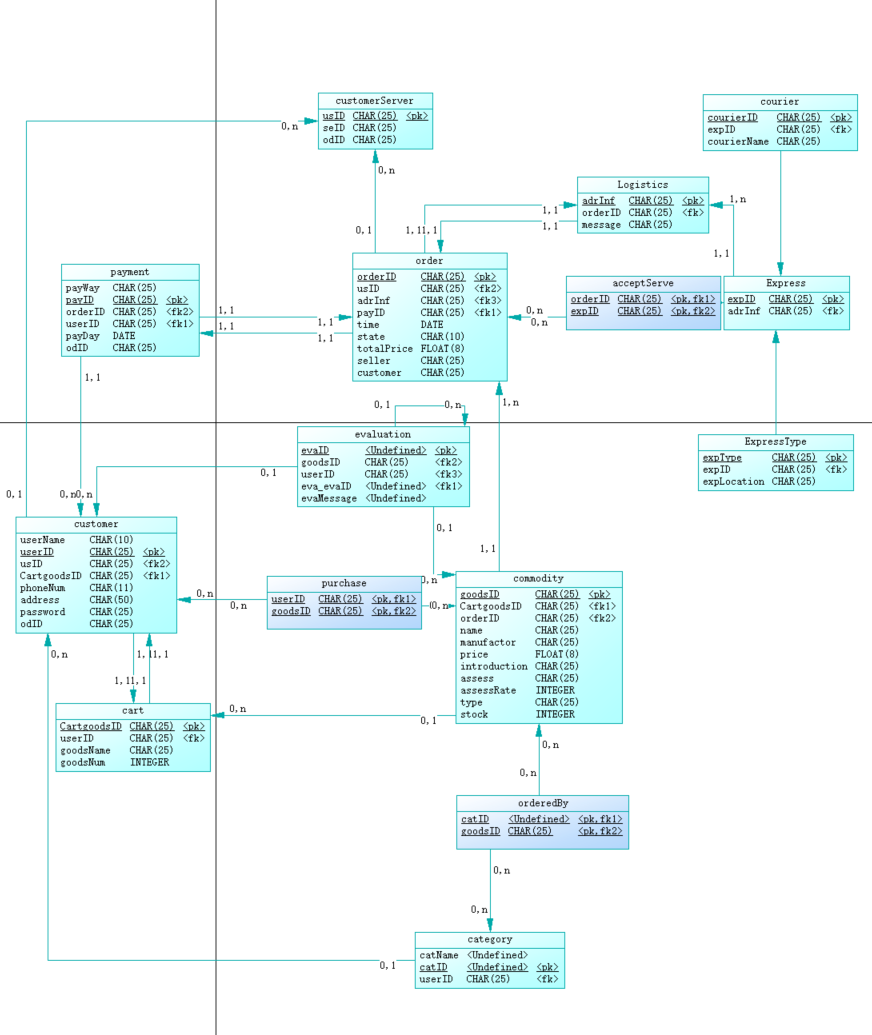 customerServer
usID CHAR(25) <pk>
seID CHAR(25)
odID CHAR(25)
0,n
0,n
courier
courierID CHAR(25) <pk>
expID CHAR(25) <fk>
courierName CHAR(25)
Logistics
adrInf CHAR(25) <pk>
orderID CHAR(25) <fk>
message CHAR(25)
1,n
1,1
1,1
1,1
0,1
1,11,1
order
orderID CHAR(25) <pk>
usID CHAR(25) <fk2>
adrInf CHAR(25) <fk3>
payID CHAR(25) <fk1>
time DATE
state CHAR(10)
totalPrice FLOAT(8)
seller CHAR(25)
customer CHAR(25)
payment
payWay CHAR(25)
payID CHAR(25) <pk>
orderID CHAR(25) <fk2>
userID CHAR(25) <fk1>
payDay DATE
odID CHAR(25)
1,1
1,1
1,1
1,1
1,1
acceptServe
orderID CHAR(25) <pk,fk1>
expID CHAR(25) <pk,fk2>
0,n
0,n
Express
expID CHAR(25) <pk>
adrInf CHAR(25) <fk>
0,1
0,n
1,n
evaluation
evaID <Undefined> <pk>
goodsID CHAR(25) <fk2>
userID CHAR(25) <fk3>
eva_evaID <Undefined> <fk1>
evaMessage <Undefined>
0,1
0,1
ExpressType
expType CHAR(25) <pk>
expID CHAR(25) <fk>
expLocation CHAR(25)
0,1
0,n0,n
customer
userName CHAR(10)
userID CHAR(25) <pk>
usID CHAR(25) <fk2>
CartgoodsID CHAR(25) <fk1>
phoneNum CHAR(11)
address CHAR(50)
password CHAR(25)
odID CHAR(25)
1,1
0,n
purchase
userID CHAR(25) <pk,fk1>
goodsID CHAR(25) <pk,fk2>
0,n
0,n
0,n
commodity
goodsID CHAR(25) <pk>
CartgoodsID CHAR(25) <fk1>
orderID CHAR(25) <fk2>
name CHAR(25)
manufactor CHAR(25)
price FLOAT(8)
introduction CHAR(25)
assess CHAR(25)
assessRate INTEGER
type CHAR(25)
stock INTEGER
0,n
1,11,1
1,11,1
cart
CartgoodsID CHAR(25) <pk>
userID CHAR(25) <fk>
goodsName CHAR(25)
goodsNum INTEGER
0,n
0,1
0,n
0,n
orderedBy
catID <Undefined> <pk,fk1>
goodsID CHAR(25) <pk,fk2>
0,n
0,n
category
catName <Undefined>
catID <Undefined> <pk>
userID CHAR(25) <fk>
0,1